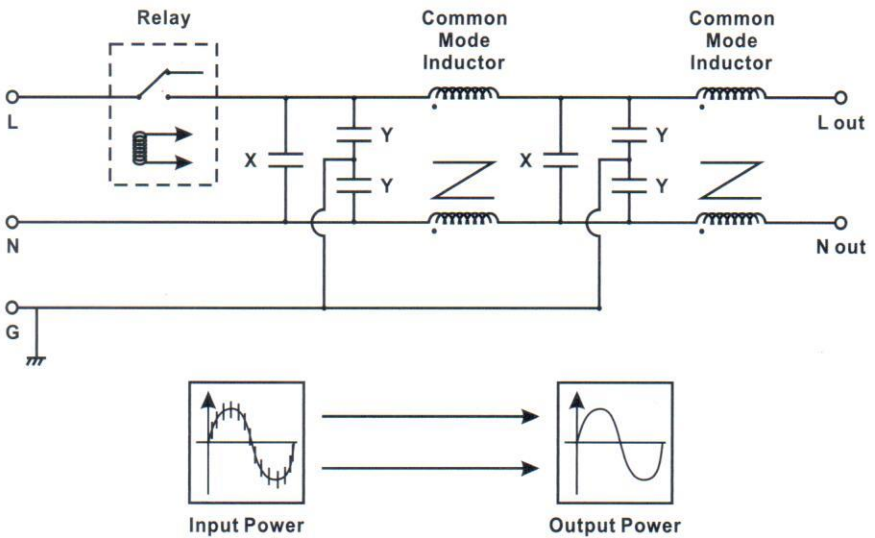 Relay
Common
Mode
Inductor
Common
Mode
Inductor
L
L out
X
Y
Y
X
Y
Y
N
N out
G
Input Power
Output Power